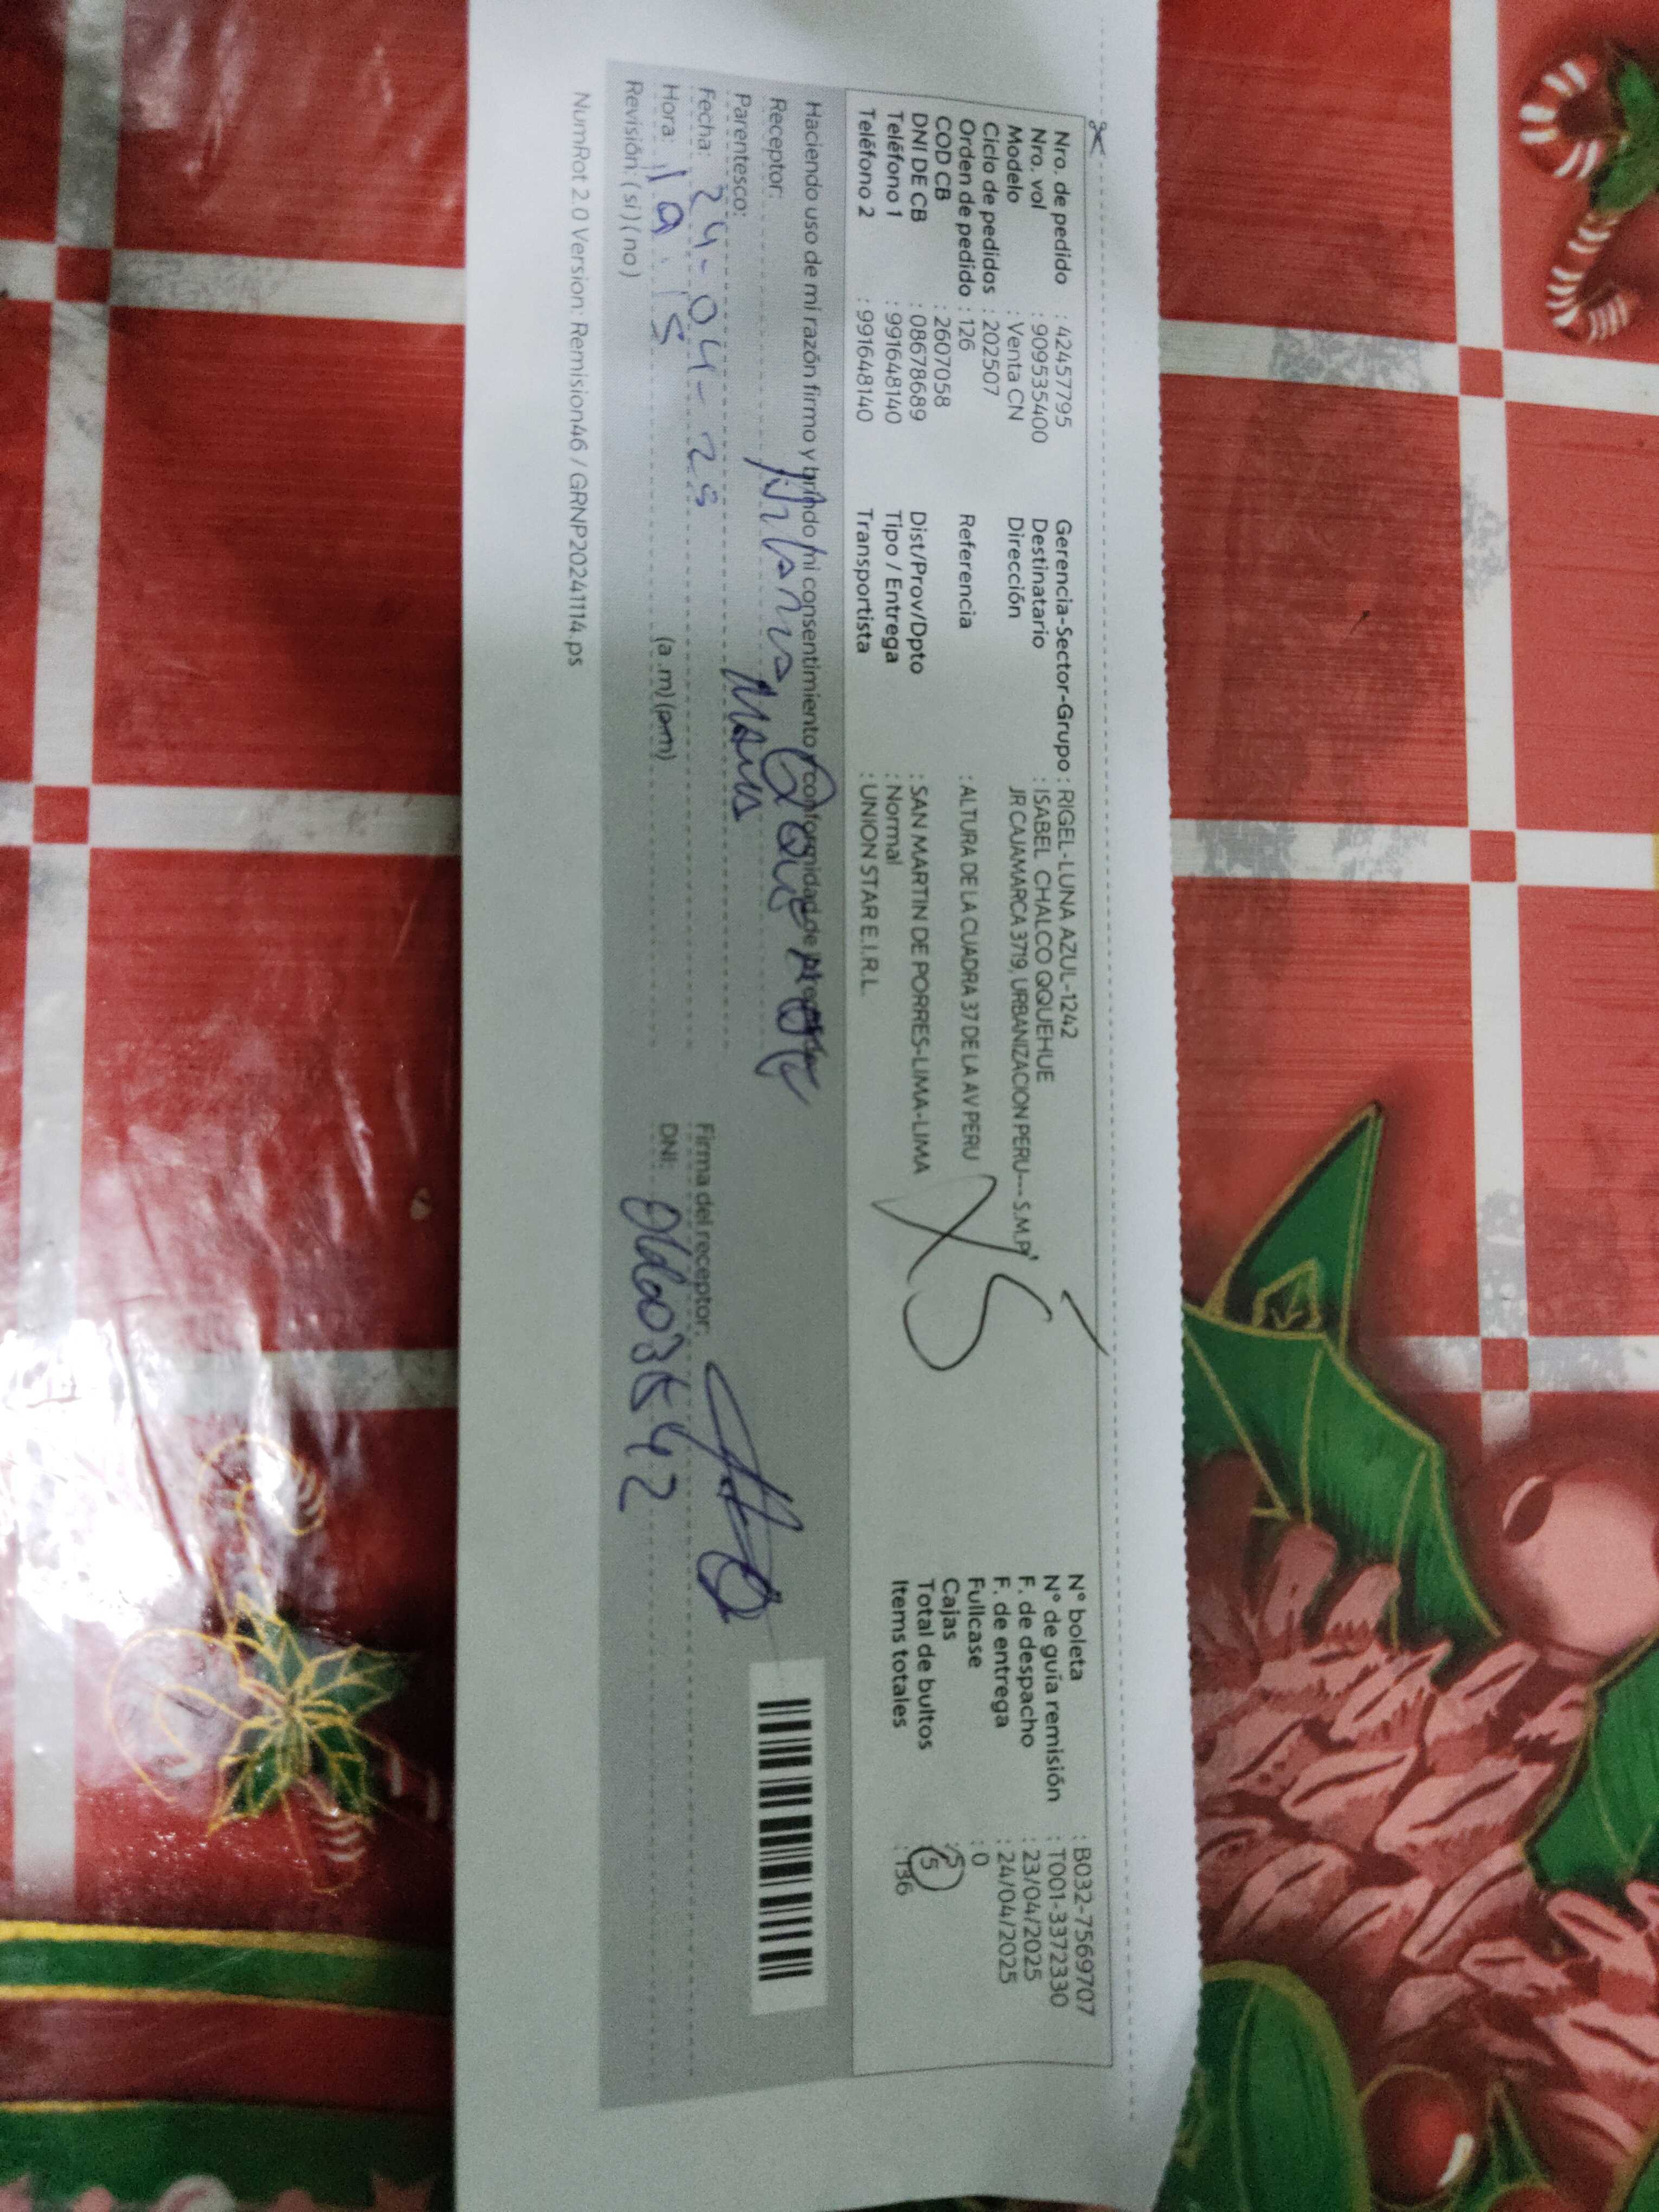 Nro. de pedido : 42457795
Nro. vol : 909535400
Modelo : Venta CN
Ciclo de pedidos : 202507
Orden de pedido : 126
COD CB : 2607058
DNI DE CB : 08678689
Teléfono 1 : 991648140
Teléfono 2 : 991648140
Gerencia-Sector-Grupo : RIGEL-LUNA AZUL-1242
Destinatario : ISABEL CHALCO QQUEHUE
Dirección JR CAJAMARCA 3719, URBANIZACION PERU--- S.M.P
Referencia : ALTURA DE LA CUADRA 37 DE LA AV PERU
Dist/Prov/Dpto : SAN MARTIN DE PORRES-LIMA-LIMA
Tipo / Entrega : Normal
Transportista : UNION STAR E.I.R.L.
X5
N° boleta : B032-7569707
N° de guía remisión : T001-3372330
F. de despacho : 23/04/2025
F. de entrega : 24/04/2025
Fullcase : 0
Cajas : 5
Total de bultos : 5
Items totales : 136
Haciendo uso de mi razón firmo y brindo mi consentimiento y conformidad de
Receptor:
Parentesco:
Fecha: 24-04-25
Hora: (a.m) (p.m)
Revisión (si) (no)
Firma del receptor:
DNI:
NumRot 2.0 Version: Remision46 / GRNP20241114.ps